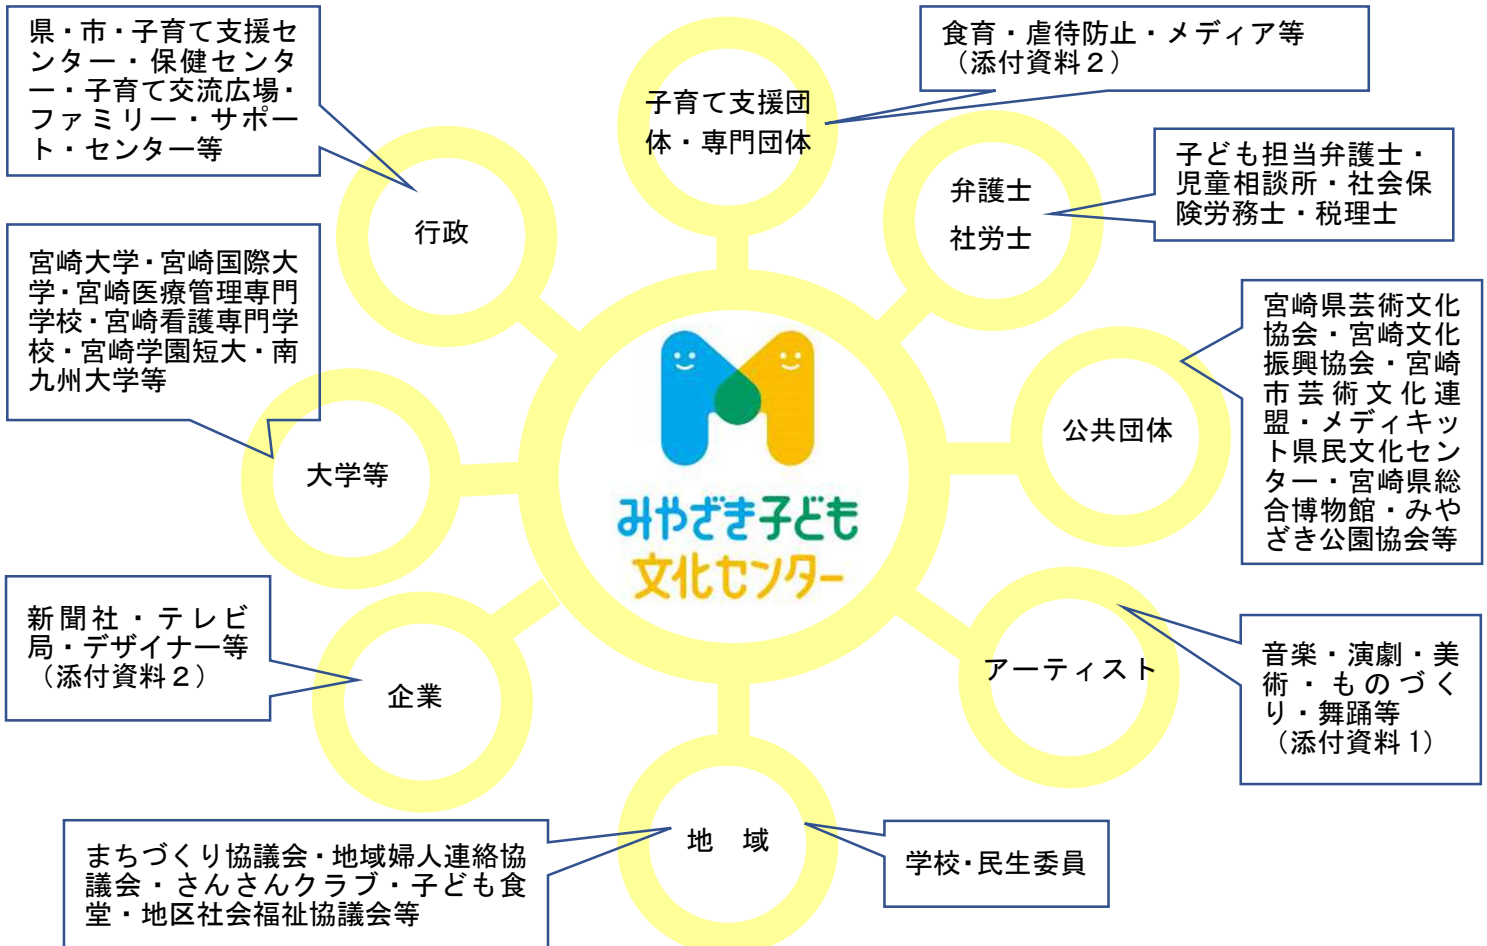 県・市・子育て支援セ
ンター・保健センタ
ー・子育て交流広場・
ファミリー・サポー
ト・センター等
食育・虐待防止・メディア等
（添付資料２）
子育て支援団
体・専門団体
子ども担当弁護士・
児童相談所・社会保
険労務士・税理士
弁護士
社労士
行政
宮崎大学・宮崎国際大
学・宮崎医療管理専門
学校・宮崎看護専門学
校・宮崎学園短大・南
九州大学等
宮崎県芸術文化
協会・宮崎文化
振興協会・宮崎
市芸術文化連
盟・メディキッ
ト県民文化セン
ター・宮崎県総
合博物館・みや
ざき公園協会等
公共団体
大学等
みやざき子ども
文化センター
新聞社・テレビ
局・デザイナー等
（添付資料２）
企業
アーティスト
音楽・演劇・美
術・ものづく
り・舞踊等
（添付資料1）
地　域
まちづくり協議会・地域婦人連絡協
議会・さんさんクラブ・子ども食
堂・地区社会福祉協議会等
学校・民生委員